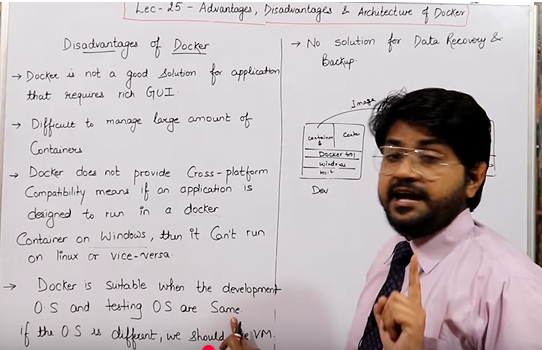 Lec-25 - Advantages, Disadvantages & Architecture of Docker
Disadvantages of Docker
→ Docker is not a good solution for application
that requires rich GUI.
→ Difficult to manage large amount of
Containers
→ Docker does not provide Cross-platform
Compatibility means if an application is
designed to run in a docker
Container on Windows, then it Can't run
on linux or vice-versa
→ Docker is suitable when the development
OS and testing OS are Same
if the OS is different, we should VM.
→ No solution for Data Recovery &
Backup.
Image
Container
Docker
Windows
Dev